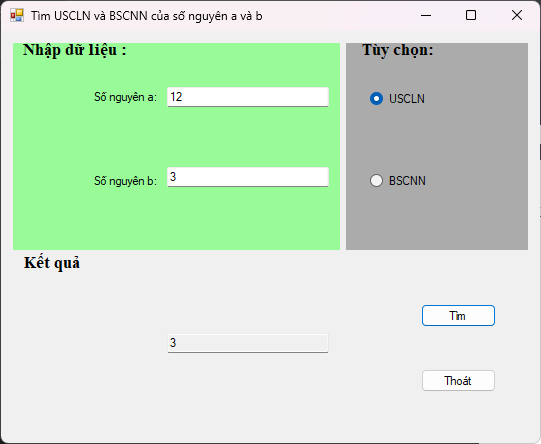 Tìm USCLN và BSCNN của số nguyên a và b
Nhập dữ liệu :
Tùy chọn:
Số nguyên a:
12
USCLN
Số nguyên b:
3
BSCNN
Kết quả
Tìm
3
Thoát